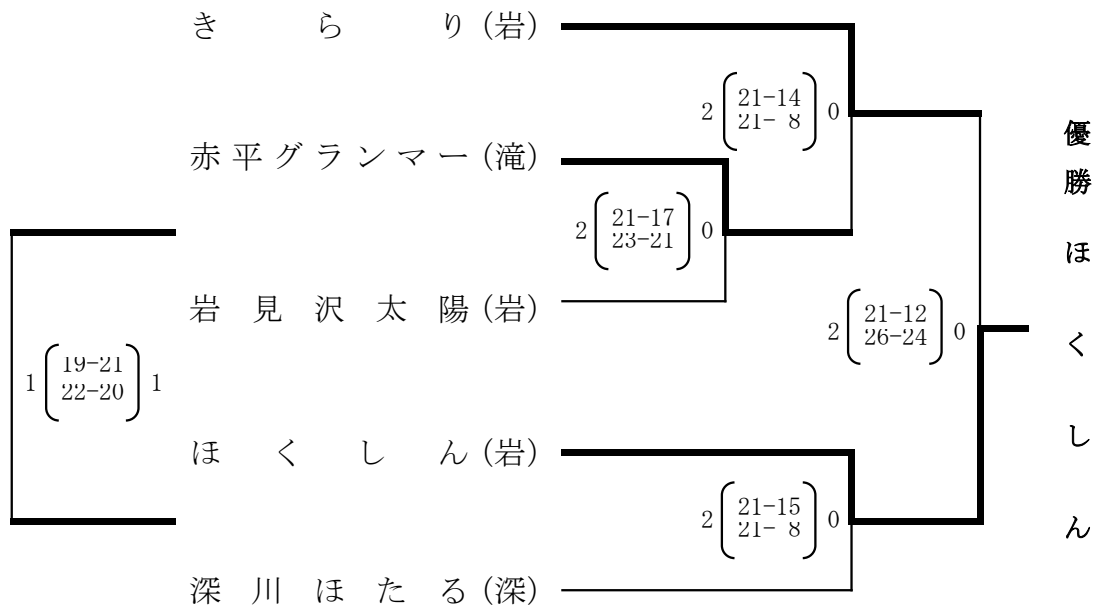 きらり(岩)
2 21-14 0
21- 8
赤平グランマー(滝)
2 21-17 0
23-21
岩見沢太陽(岩)
2 21-12 0
26-24
1 19-21 1
22-20
ほくしん(岩)
2 21-15 0
21- 8
深川ほたる(深)
優勝ほくしん